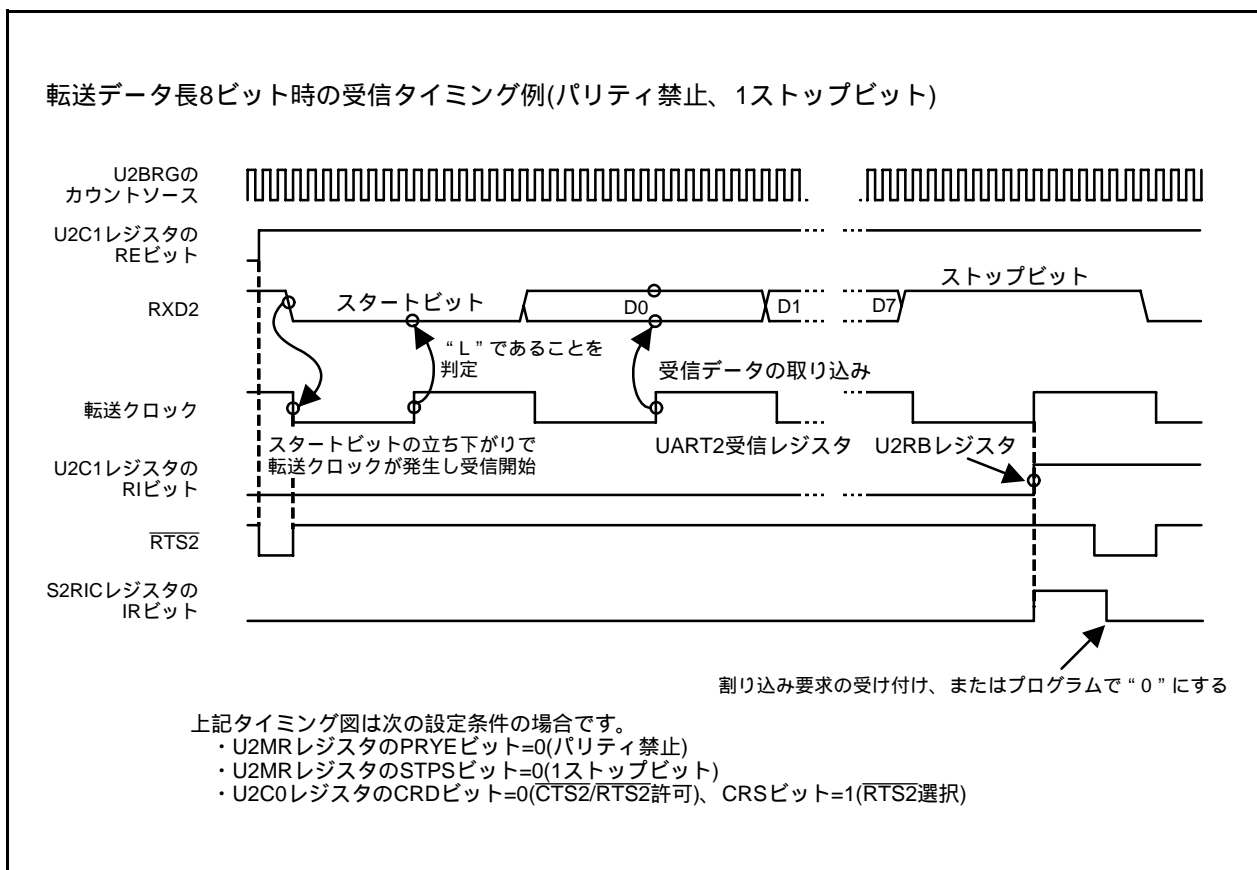 転送データ長8ビット時の受信タイミング例(パリティ禁止、1ストップビット)
U2BRGの
カウントソース
U2C1レジスタの
REビット
RXD2
スタートビット
D0
D1
D7
ストップビット
“L”であることを
判定
受信データの取り込み
転送クロック
スタートビットの立ち下がりで
転送クロックが発生し受信開始
UART2受信レジスタ
U2RBレジスタ
U2C1レジスタの
RIビット
RTS2
S2RICレジスタの
IRビット
割り込み要求の受け付け、またはプログラムで“0”にする
上記タイミング図は次の設定条件の場合です。
・U2MRレジスタのPRYEビット=0(パリティ禁止)
・U2MRレジスタのSTPSビット=0(1ストップビット)
・U2C0レジスタのCRDビット=0(CTS2/RTS2許可)、CRSビット=1(RTS2選択)